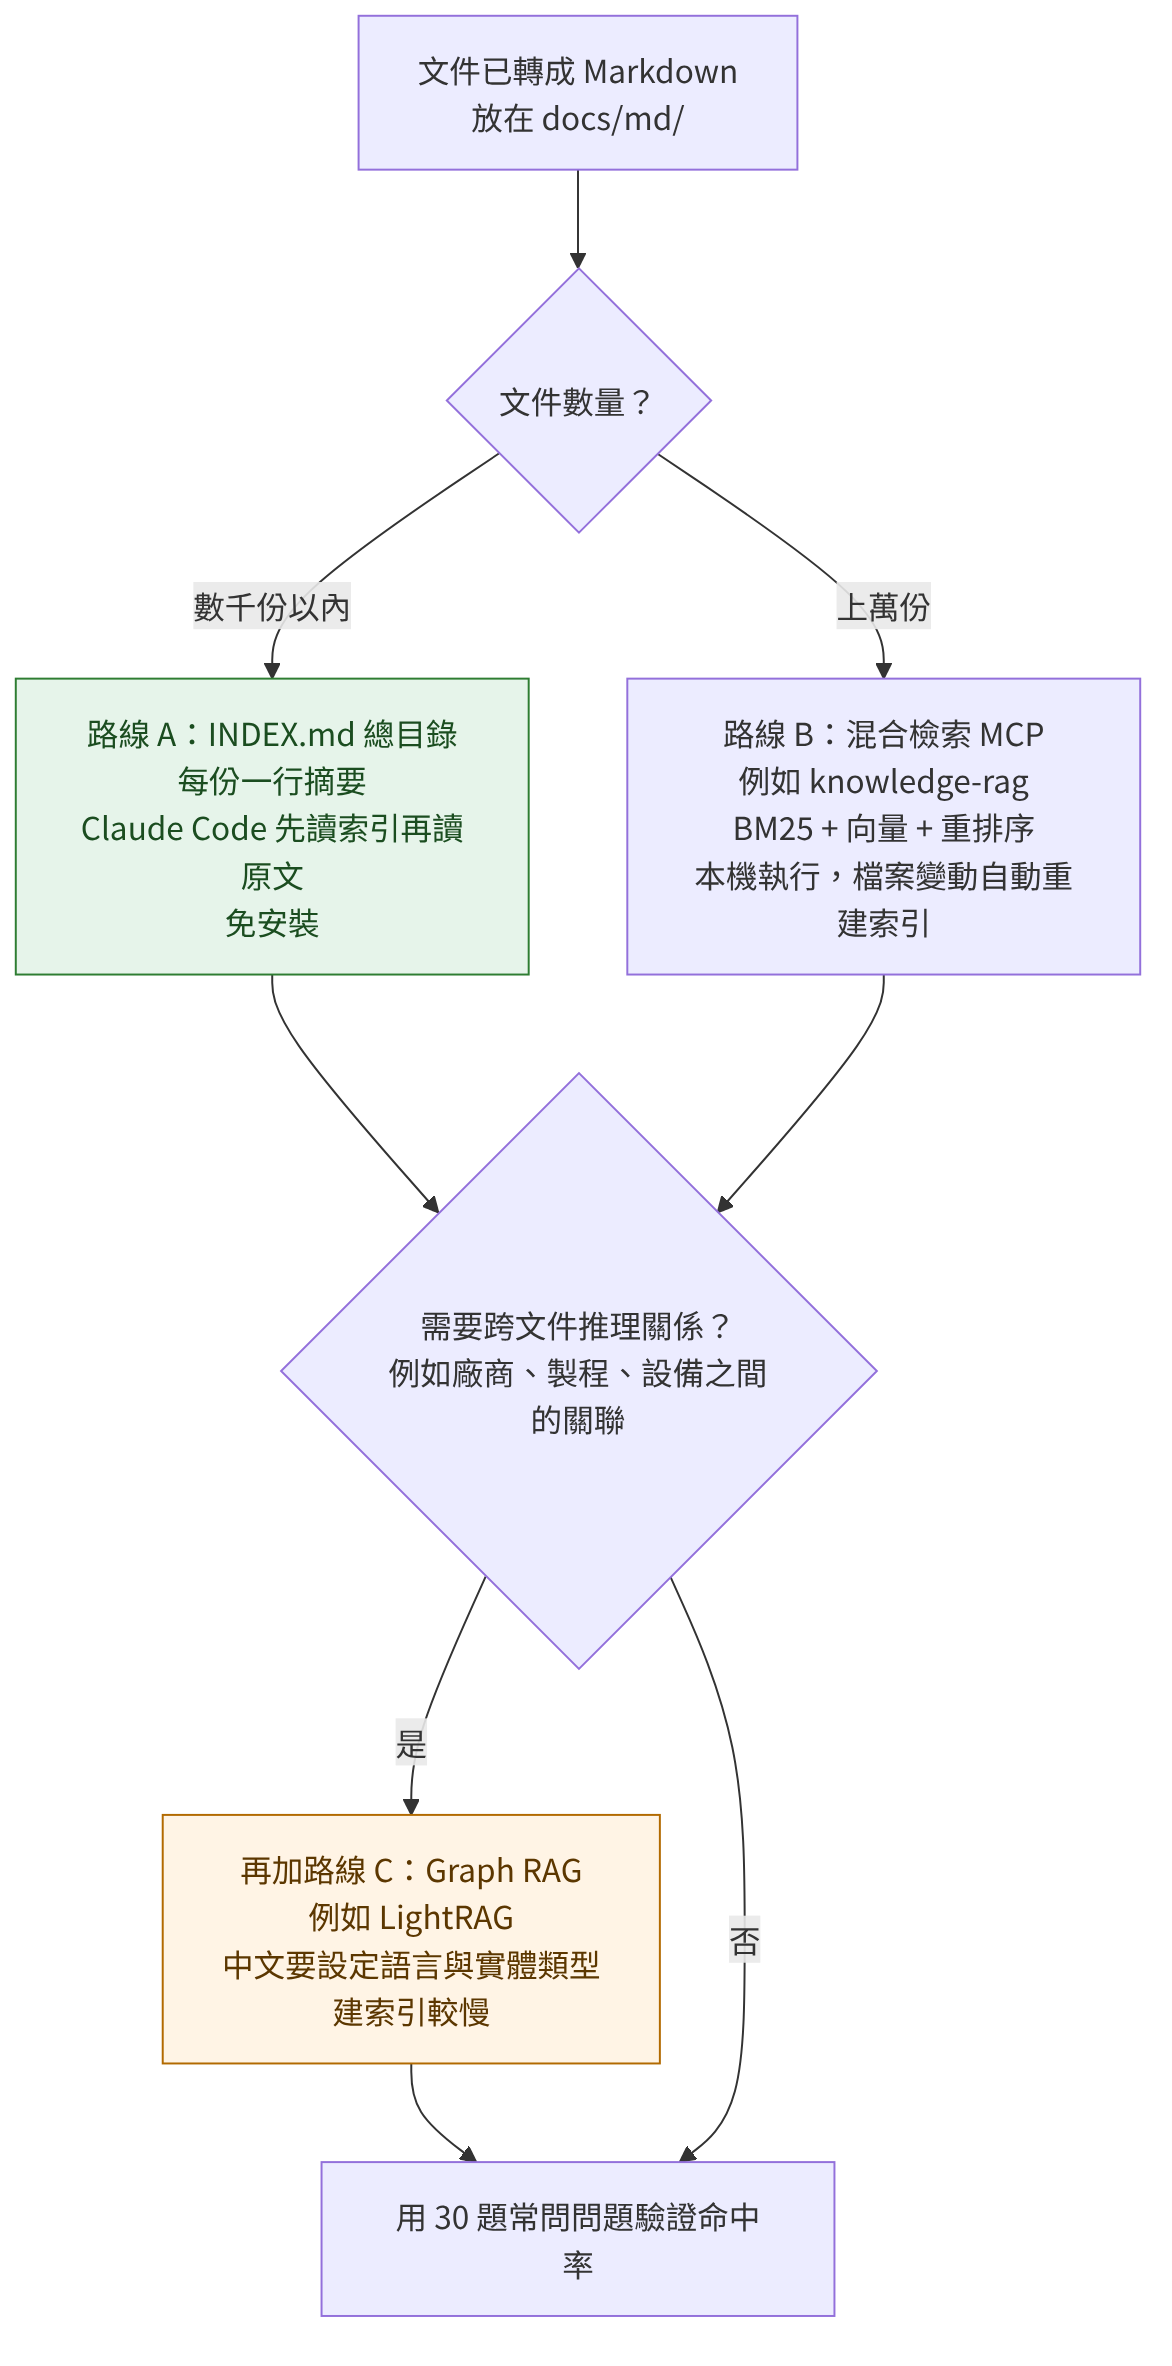 文件已轉成 Markdown
放在 docs/md/
文件數量？
數千份以內
上萬份
路線 A：INDEX.md 總目錄
每份一行摘要
Claude Code 先讀索引再讀
原文
免安裝
路線 B：混合檢索 MCP
例如 knowledge-rag
BM25 + 向量 + 重排序
本機執行，檔案變動自動重
建索引
需要跨文件推理關係？
例如廠商、製程、設備之間
的關聯
是
再加路線 C：Graph RAG
例如 LightRAG
中文要設定語言與實體類型
建索引較慢
否
用 30 題常問問題驗證命中
率